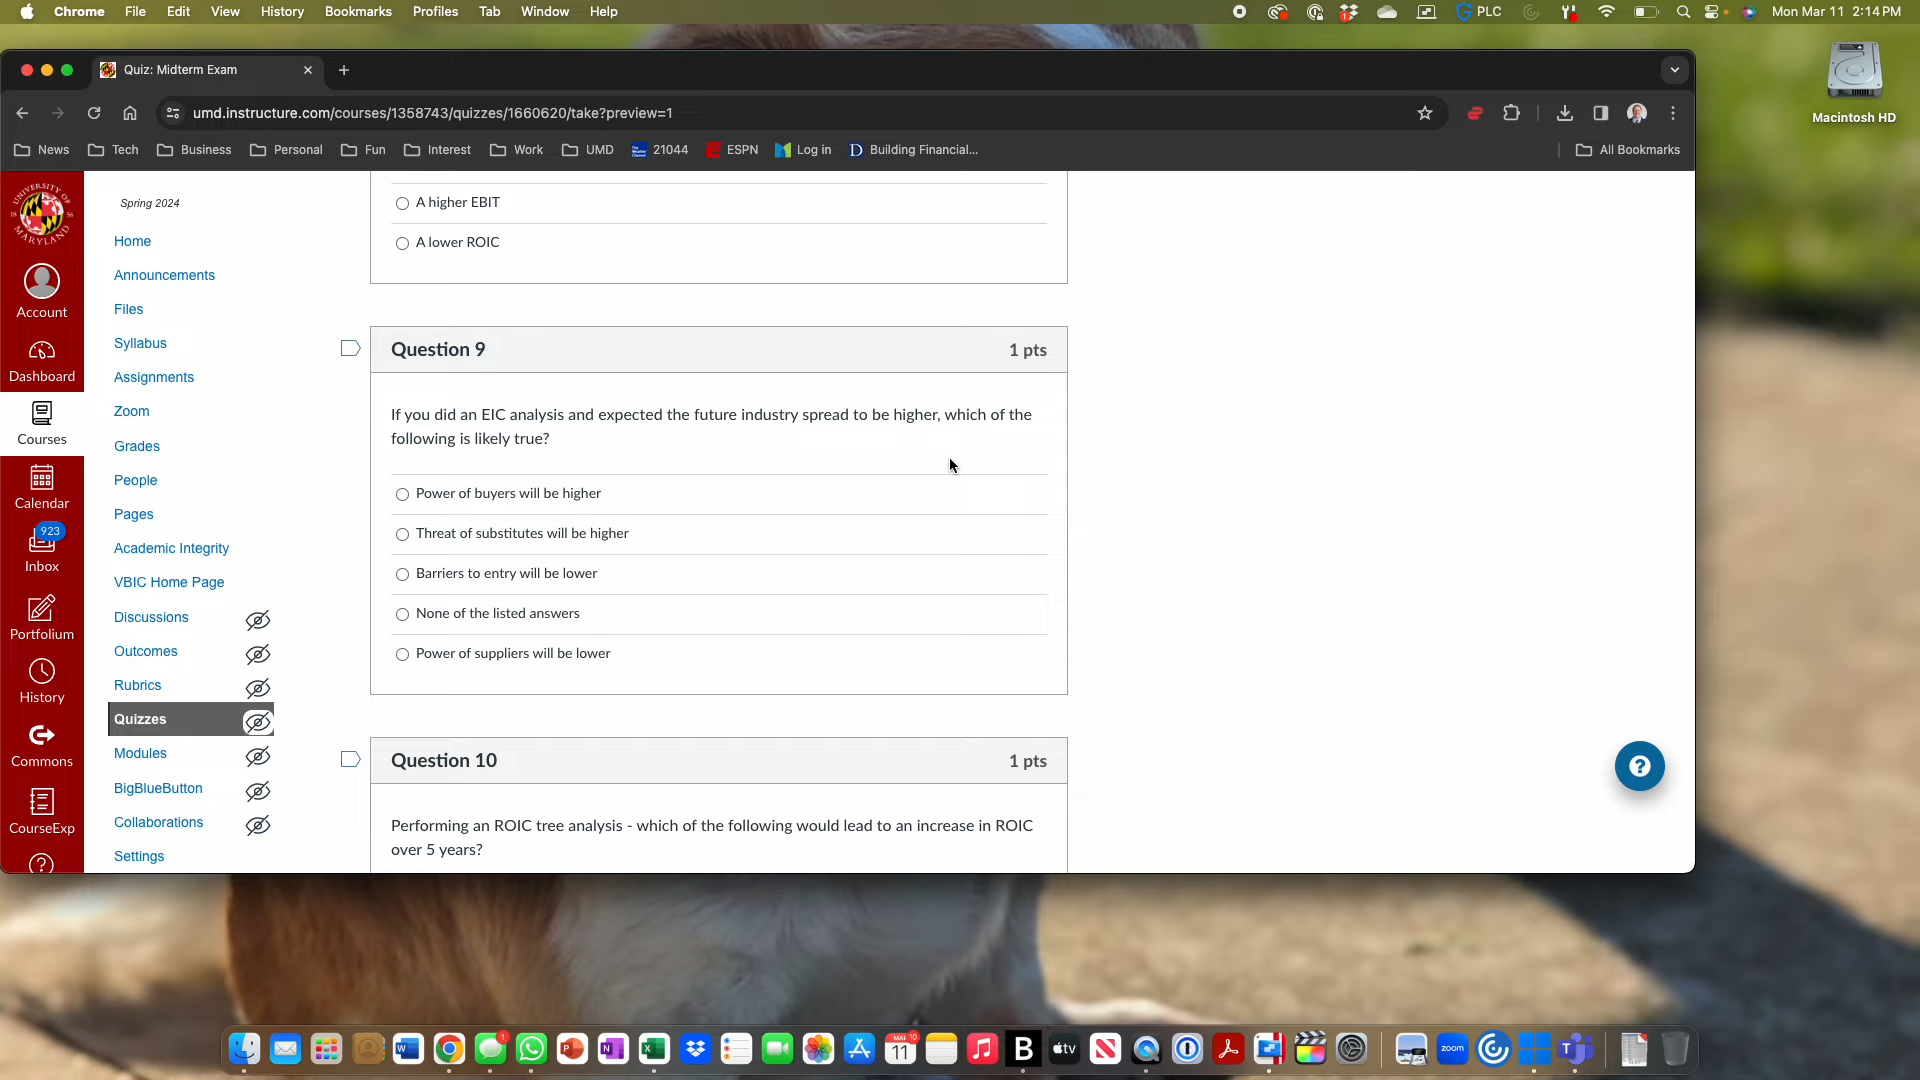 Chrome File Edit View History Bookmarks Profiles Tab Window Help
PLC Mon Mar 11 2:14 PM
Quiz: Midterm Exam
umd.instructure.com/courses/1358743/quizzes/1660620/take?preview=1
News Tech Business Personal Fun Interest Work UMD 21044 ESPN Log in Building Financial...
All Bookmarks
Macintosh HD
UNIVERSITY OF
MARYLAND
Account
Dashboard
Courses
Calendar
923
Inbox
Portfolium
History
Commons
CourseExp
Spring 2024
Home
Announcements
Files
Syllabus
Assignments
Zoom
Grades
People
Pages
Academic Integrity
VBIC Home Page
Discussions
Outcomes
Rubrics
Quizzes
Modules
BigBlueButton
Collaborations
Settings
A higher EBIT
A lower ROIC
Question 9
1 pts
If you did an EIC analysis and expected the future industry spread to be higher, which of the
following is likely true?
Power of buyers will be higher
Threat of substitutes will be higher
Barriers to entry will be lower
None of the listed answers
Power of suppliers will be lower
Question 10
1 pts
Performing an ROIC tree analysis - which of the following would lead to an increase in ROIC
over 5 years?
zoom
11
tv